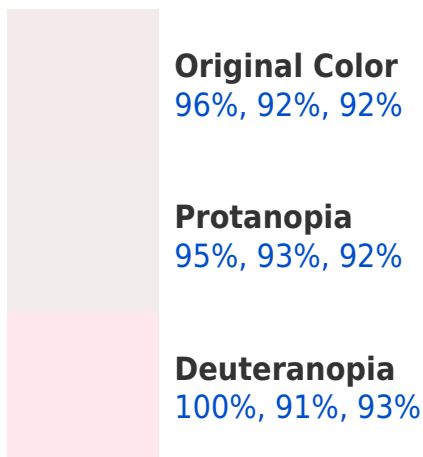 Original Color
96%, 92%, 92%
Protanopia
95%, 93%, 92%
Deuteranopia
100%, 91%, 93%